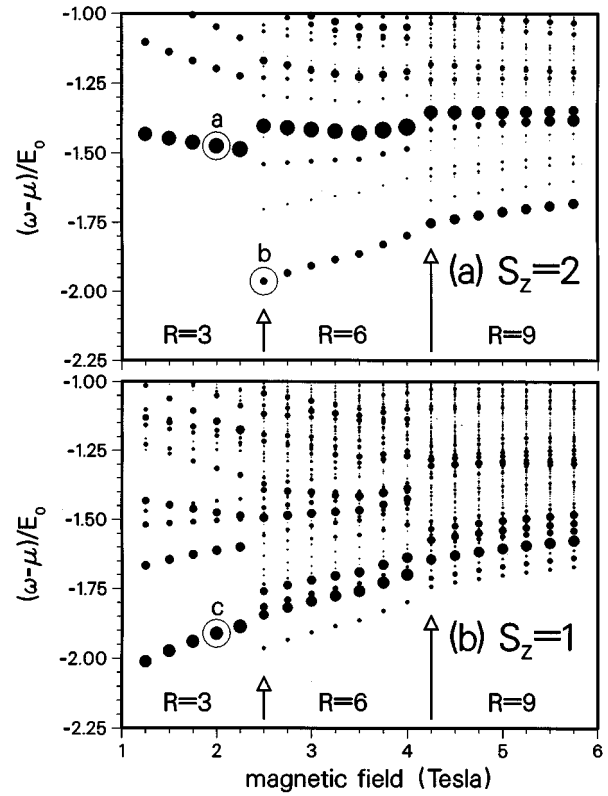 -1.00
-1.25
-1.50
-1.75
-2.00
-2.25
(ω-μ)/E₀
a
b
(a) S_z=2
R=3
R=6
R=9
-1.00
-1.25
-1.50
-1.75
-2.00
-2.25
(ω-μ)/E₀
c
(b) S_z=1
R=3
R=6
R=9
1 2 3 4 5 6
magnetic field (Tesla)